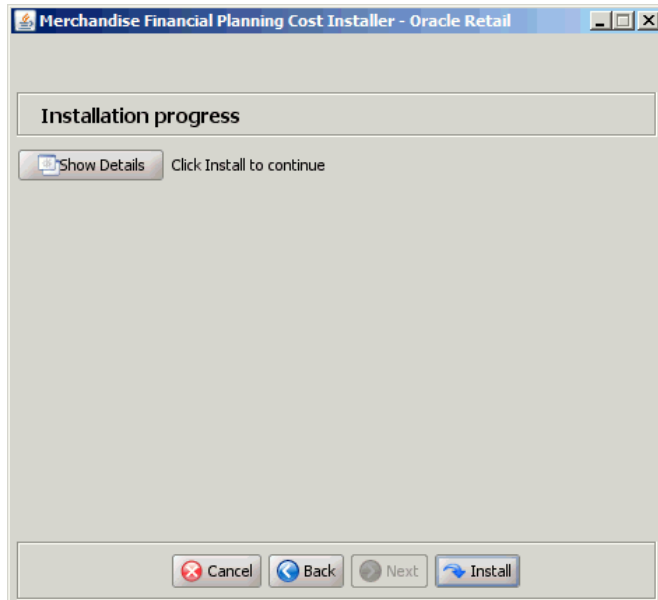 Merchandise Financial Planning Cost Installer - Oracle Retail
Installation progress
Show Details Click Install to continue
Cancel Back Next Install